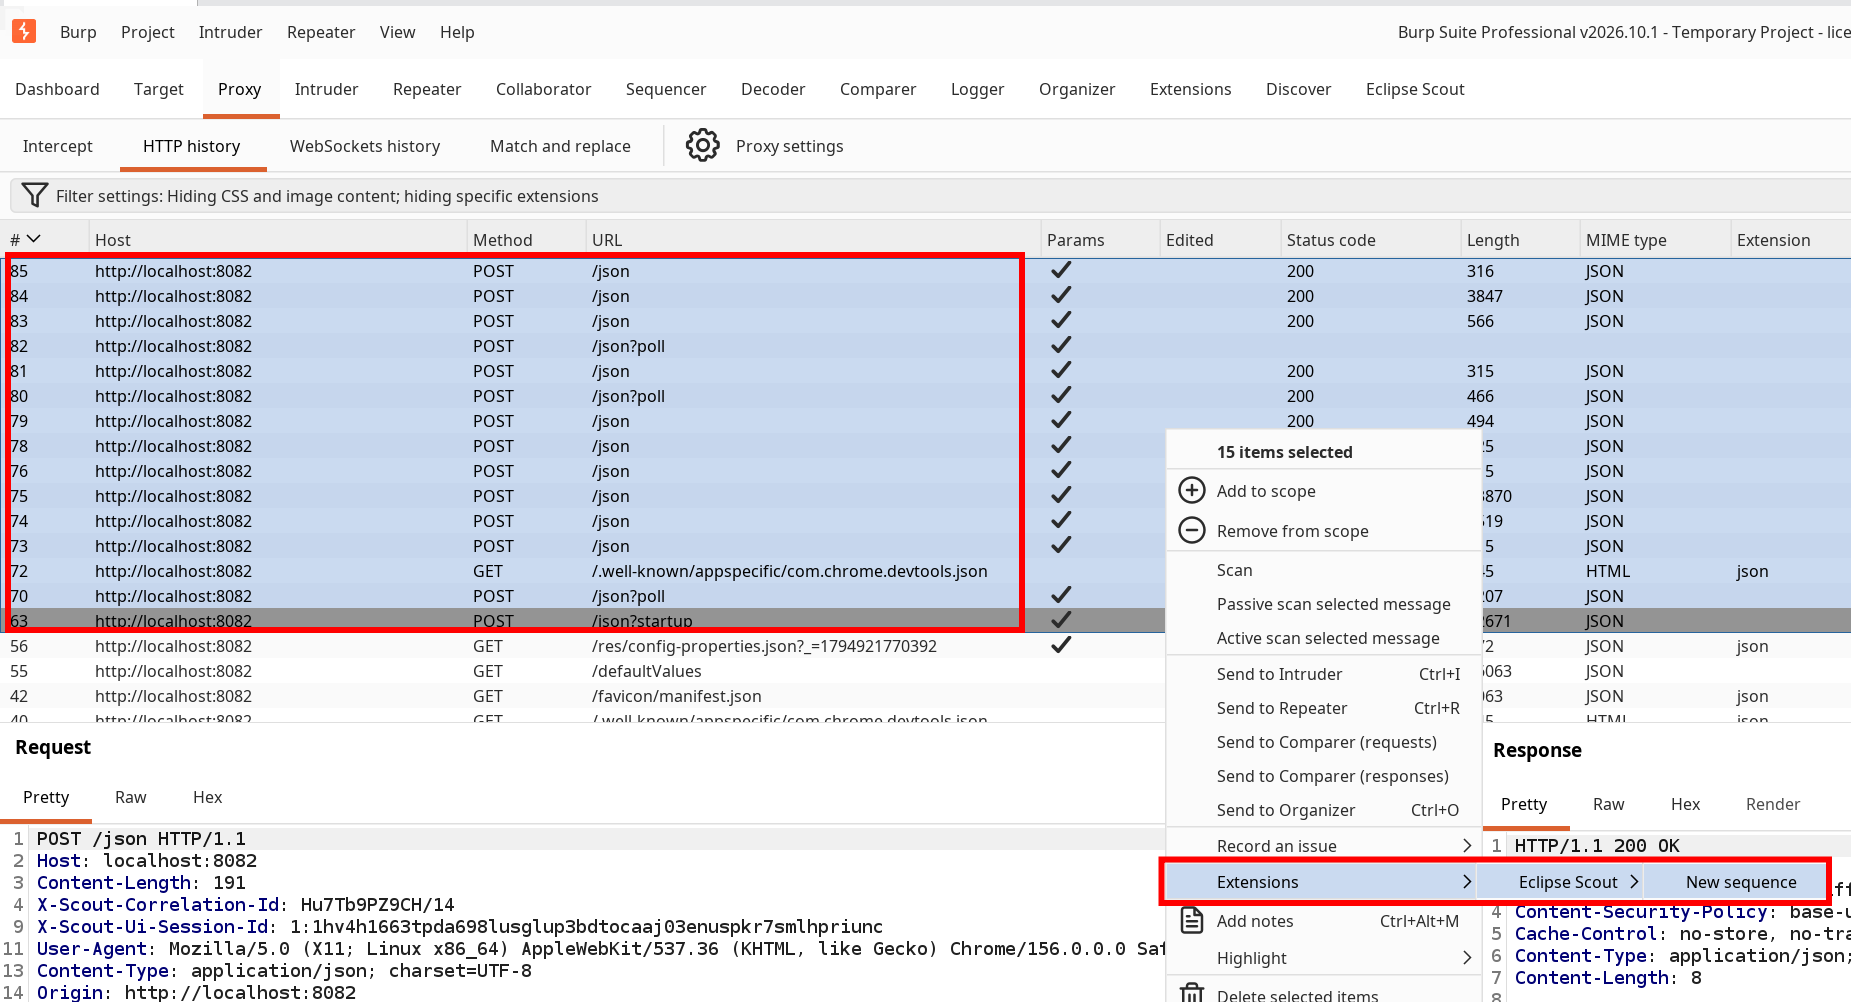 Burp Project Intruder Repeater View Help Burp Suite Professional v2026.10.1 - Temporary Project - lice
Dashboard Target Proxy Intruder Repeater Collaborator Sequencer Decoder Comparer Logger Organizer Extensions Discover Eclipse Scout
Intercept HTTP history WebSockets history Match and replace Proxy settings
Filter settings: Hiding CSS and image content; hiding specific extensions
# Host Method URL Params Edited Status code Length MIME type Extension
85 http://localhost:8082 POST /json 200 316 JSON
84 http://localhost:8082 POST /json 200 3847 JSON
83 http://localhost:8082 POST /json 200 566 JSON
82 http://localhost:8082 POST /json?poll
81 http://localhost:8082 POST /json 200 315 JSON
80 http://localhost:8082 POST /json?poll 200 466 JSON
79 http://localhost:8082 POST /json 200 494 JSON
78 http://localhost:8082 POST /json JSON
76 http://localhost:8082 POST /json JSON
75 http://localhost:8082 POST /json JSON
74 http://localhost:8082 POST /json JSON
73 http://localhost:8082 POST /json JSON
72 http://localhost:8082 GET /.well-known/appspecific/com.chrome.devtools.json HTML json
70 http://localhost:8082 POST /json?poll JSON
63 http://localhost:8082 POST /json?startup JSON
56 http://localhost:8082 GET /res/config-properties.json?_=1794921770392 JSON json
55 http://localhost:8082 GET /defaultValues JSON
42 http://localhost:8082 GET /favicon/manifest.json JSON json
40 http://localhost:8082 GET /.well-known/appspecific/com.chrome.devtools.json HTML json
15 items selected
Add to scope
Remove from scope
Scan
Passive scan selected message
Active scan selected message
Send to Intruder Ctrl+I
Send to Repeater Ctrl+R
Send to Comparer (requests)
Send to Comparer (responses)
Send to Organizer Ctrl+O
Record an issue
Extensions Eclipse Scout New sequence
Add notes Ctrl+Alt+M
Highlight
Delete selected items
Request
Pretty Raw Hex
1 POST /json HTTP/1.1
2 Host: localhost:8082
3 Content-Length: 191
4 X-Scout-Correlation-Id: Hu7Tb9PZ9CH/14
9 X-Scout-Ui-Session-Id: 1:1hv4h1663tpda698lusglup3bdtocaaj03enuspkr7smlhpriunc
11 User-Agent: Mozilla/5.0 (X11; Linux x86_64) AppleWebKit/537.36 (KHTML, like Gecko) Chrome/156.0.0.0 Saf
13 Content-Type: application/json; charset=UTF-8
14 Origin: http://localhost:8082
Response
Pretty Raw Hex Render
1 HTTP/1.1 200 OK
4 Content-Security-Policy: base-u
5 Cache-Control: no-store, no-tra
6 Content-Type: application/json;
7 Content-Length: 8
8